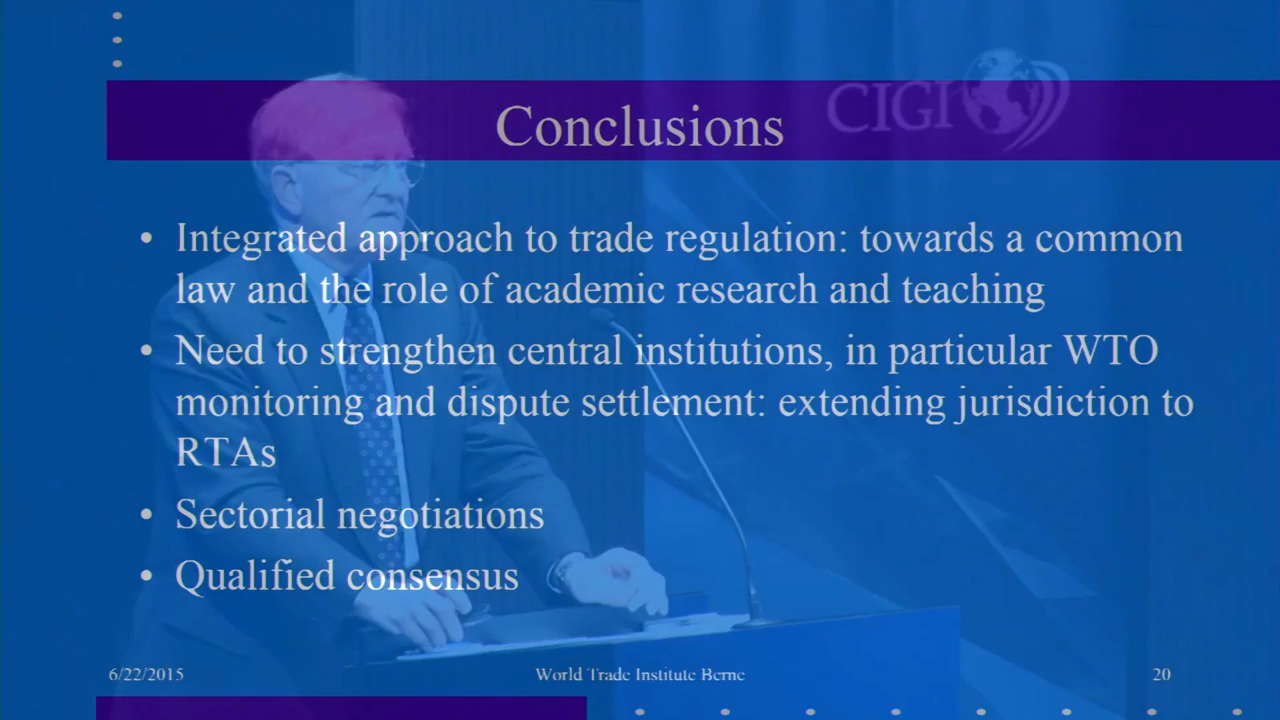 CIGI
Conclusions
• Integrated approach to trade regulation: towards a common
law and the role of academic research and teaching
• Need to strengthen central institutions, in particular WTO
monitoring and dispute settlement: extending jurisdiction to
RTAs
• Sectorial negotiations
• Qualified consensus
6/22/2015
World Trade Institute Berne
20